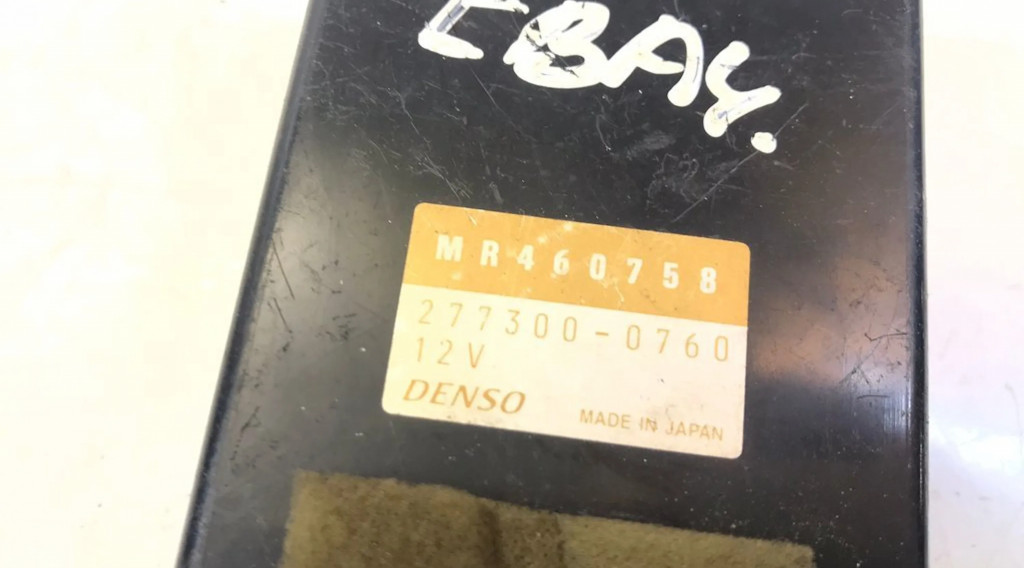 EBAY.
MR460758
277300-0760
12V
DENSO
MADE IN JAPAN